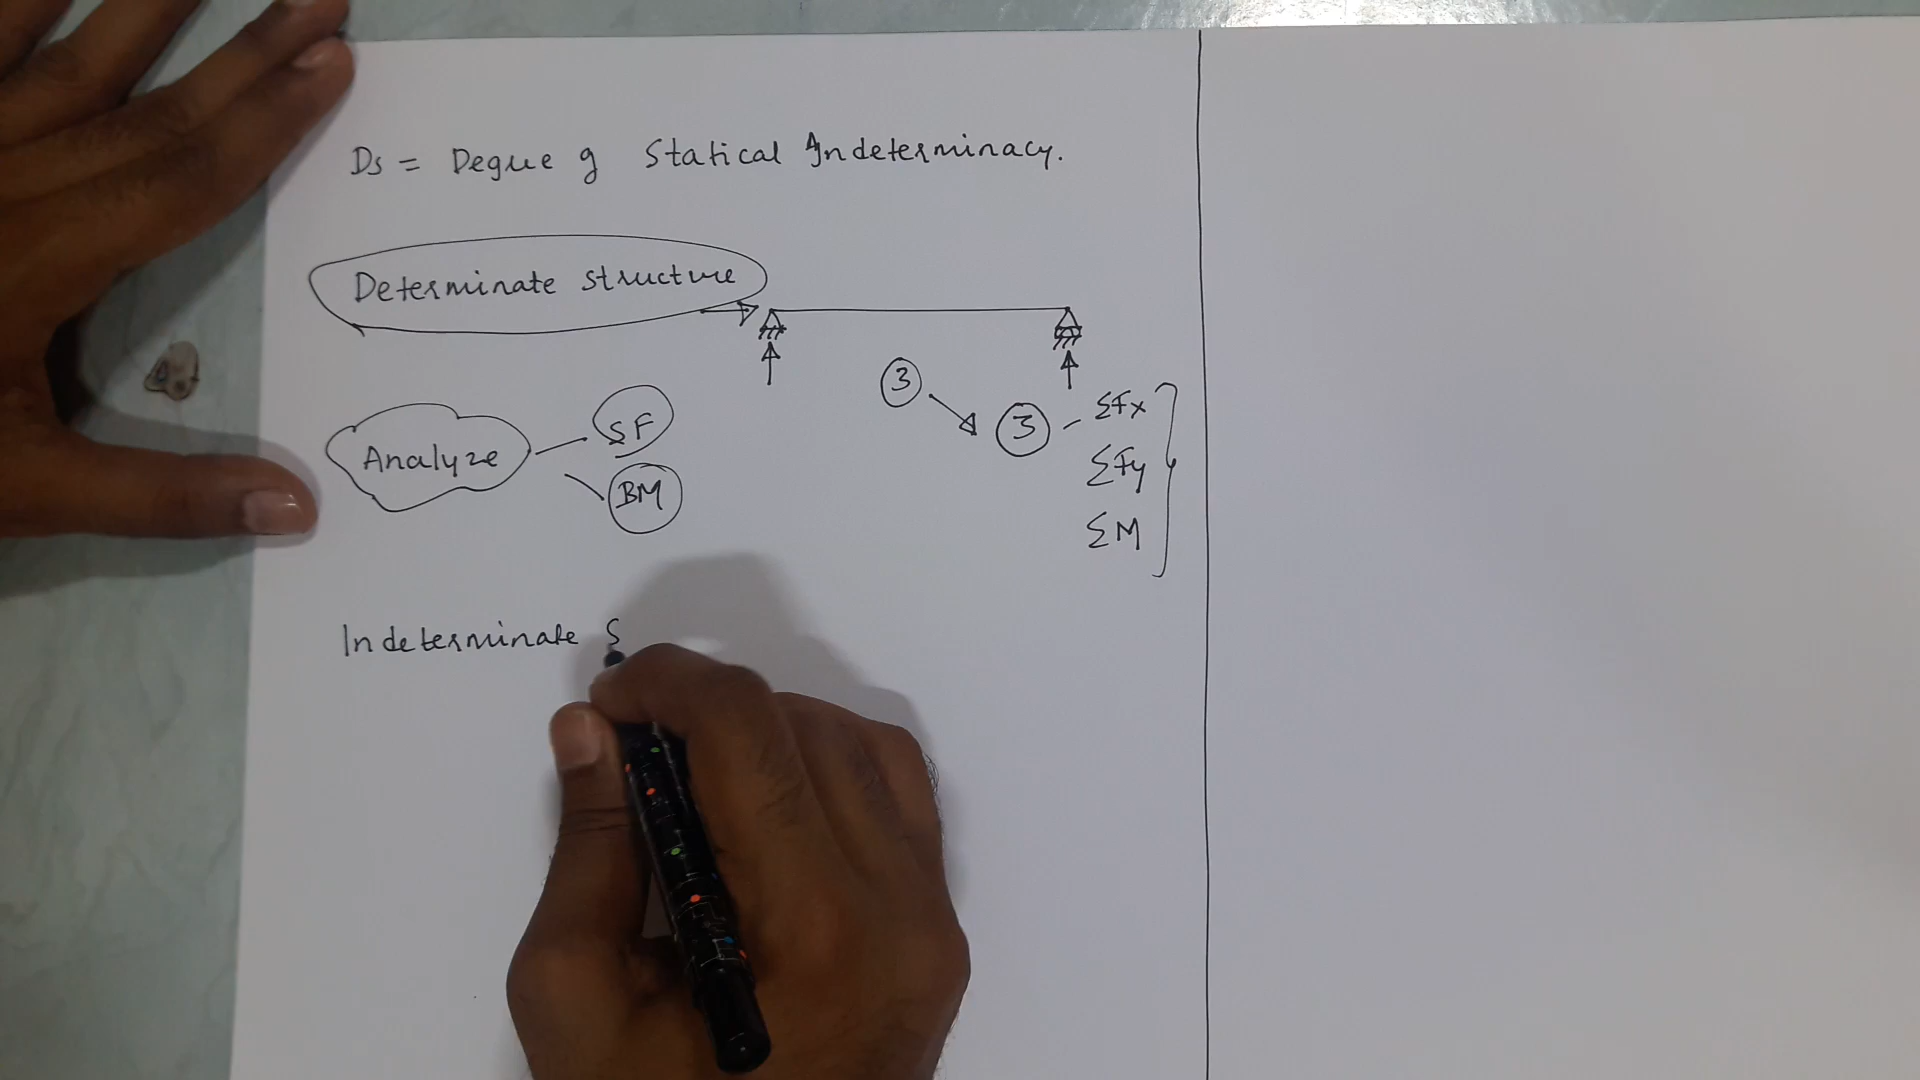 Ds = Degree of Statical Indeterminacy.
Determinate structure
3
3 - ΣFx
Analyze
SF
ΣFy
BM
ΣM
Indeterminate S